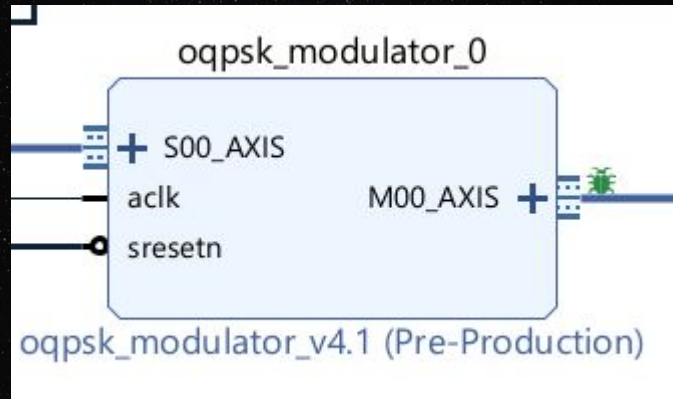 oqpsk_modulator_0
S00_AXIS
aclk
M00_AXIS
sresetn
oqpsk_modulator_v4.1 (Pre-Production)